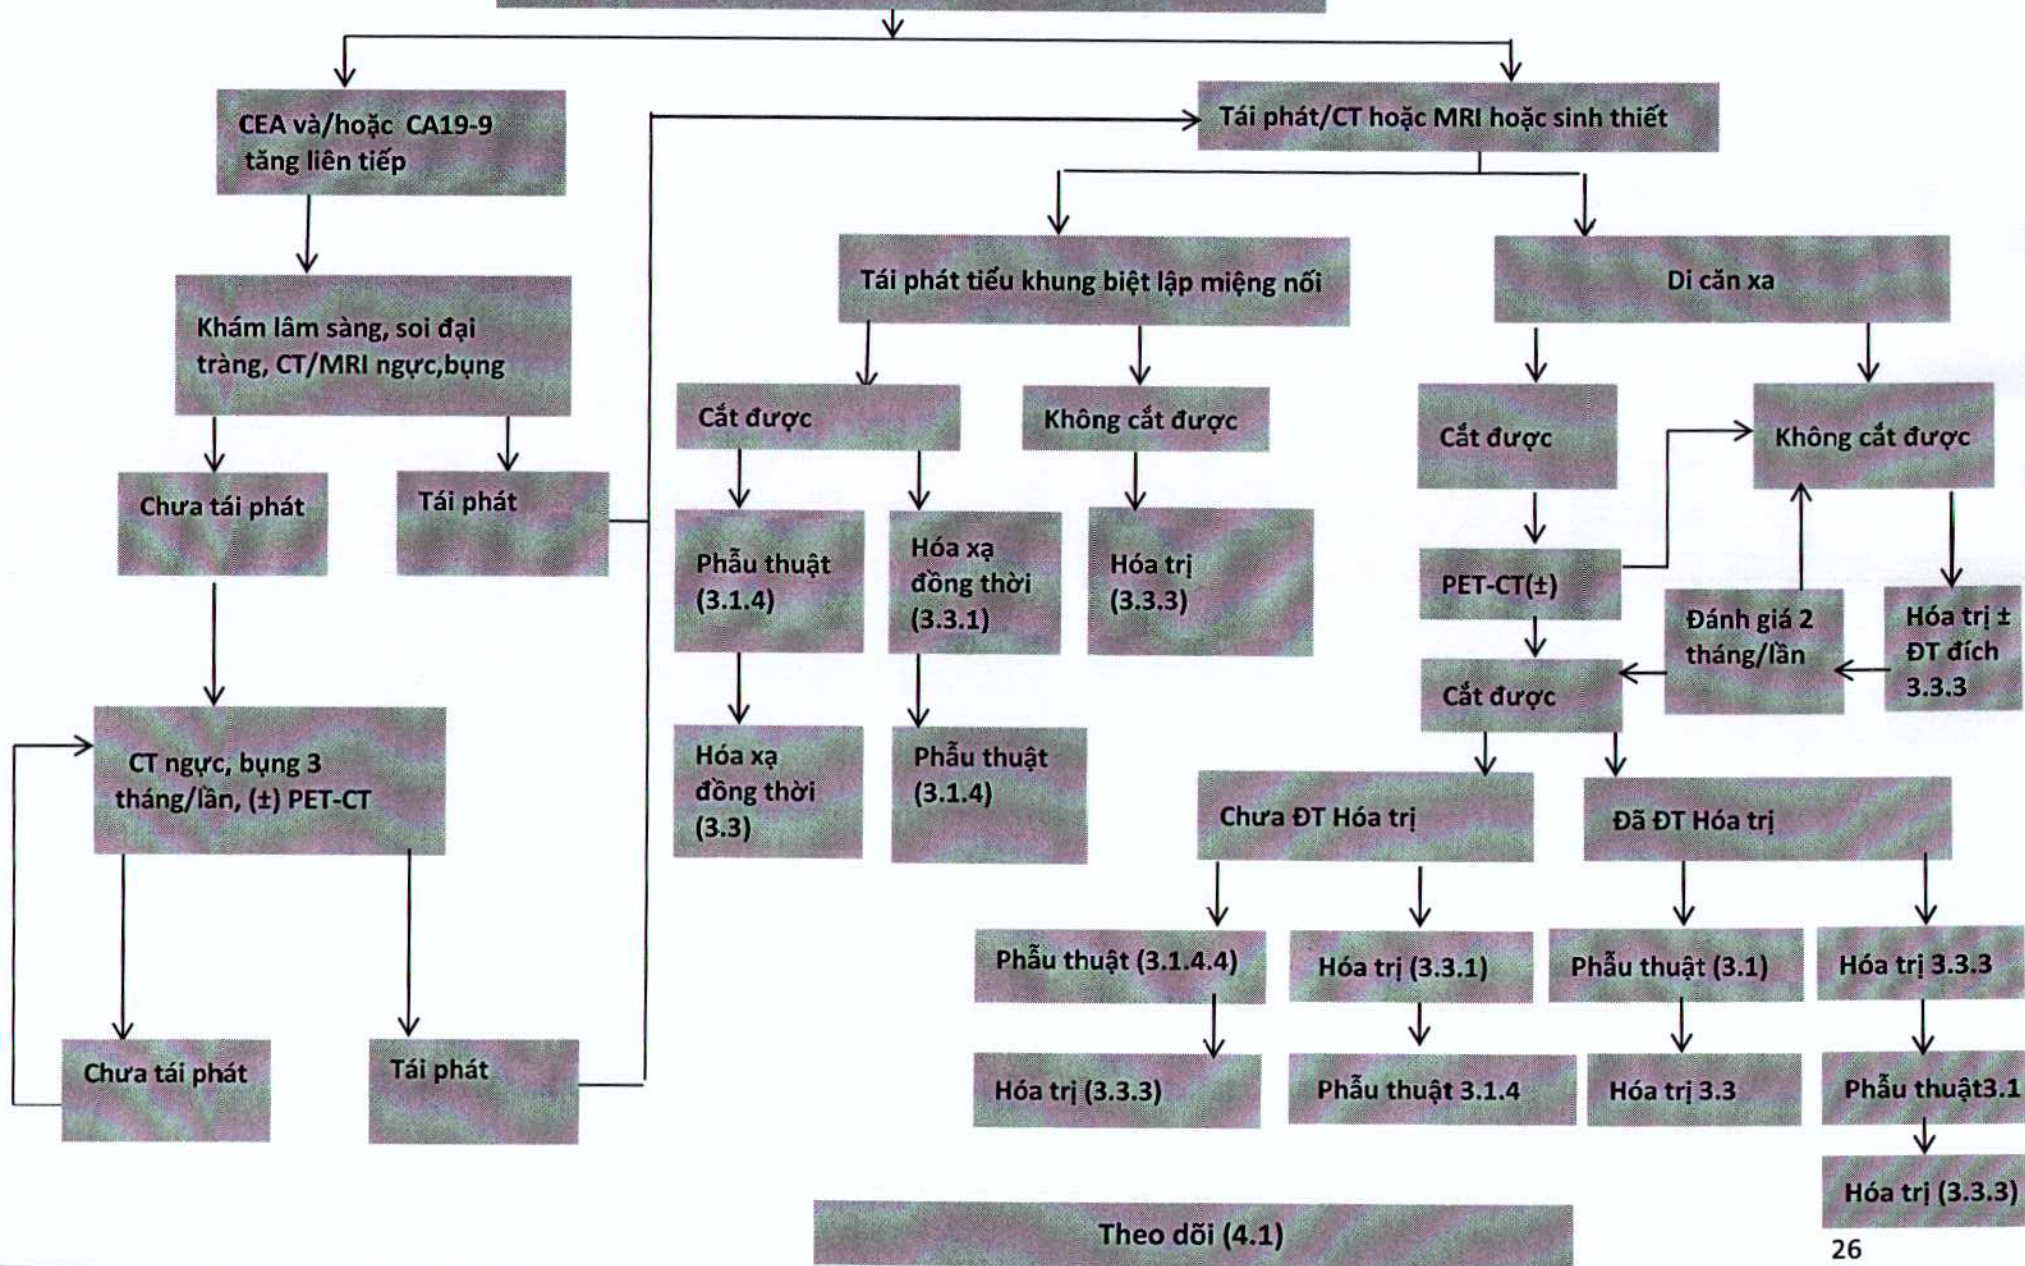 CEA và/hoặc CA19-9
tăng liên tiếp
Tái phát/CT hoặc MRI hoặc sinh thiết
Khám lâm sàng, soi đại
tràng, CT/MRI ngực,bụng
Tái phát tiểu khung biệt lập miệng nối
Di căn xa
Cắt được
Không cắt được
Cắt được
Không cắt được
Chưa tái phát
Tái phát
Phẫu thuật
(3.1.4)
Hóa xạ
đồng thời
(3.3.1)
Hóa trị
(3.3.3)
PET-CT(±)
Đánh giá 2
tháng/lần
Hóa trị ±
ĐT đích
3.3.3
Cắt được
CT ngực, bụng 3
tháng/lần, (±) PET-CT
Hóa xạ
đồng thời
(3.3)
Phẫu thuật
(3.1.4)
Chưa ĐT Hóa trị
Đã ĐT Hóa trị
Phẫu thuật (3.1.4.4)
Hóa trị (3.3.1)
Phẫu thuật (3.1)
Hóa trị 3.3.3
Chưa tái phát
Tái phát
Hóa trị (3.3.3)
Phẫu thuật 3.1.4
Hóa trị 3.3
Phẫu thuật3.1
Hóa trị (3.3.3)
Theo dõi (4.1)
26